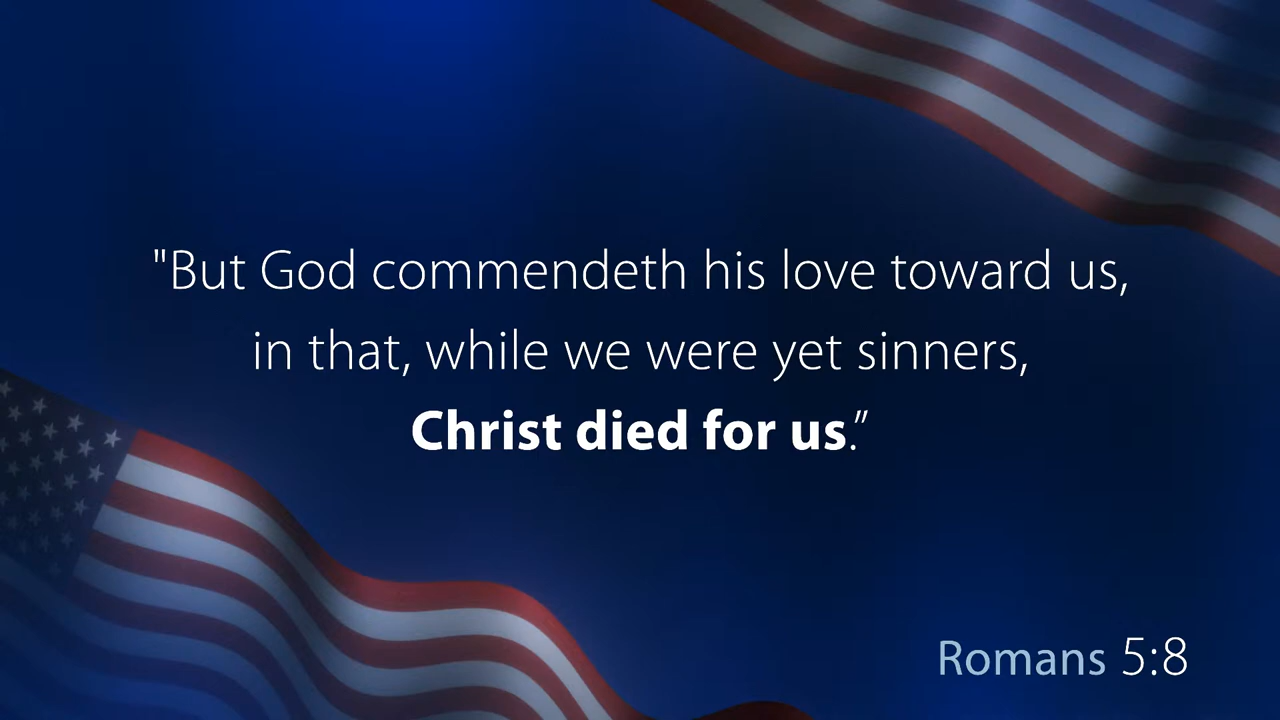 "But God commendeth his love toward us,
in that, while we were yet sinners,
Christ died for us.”
Romans 5:8